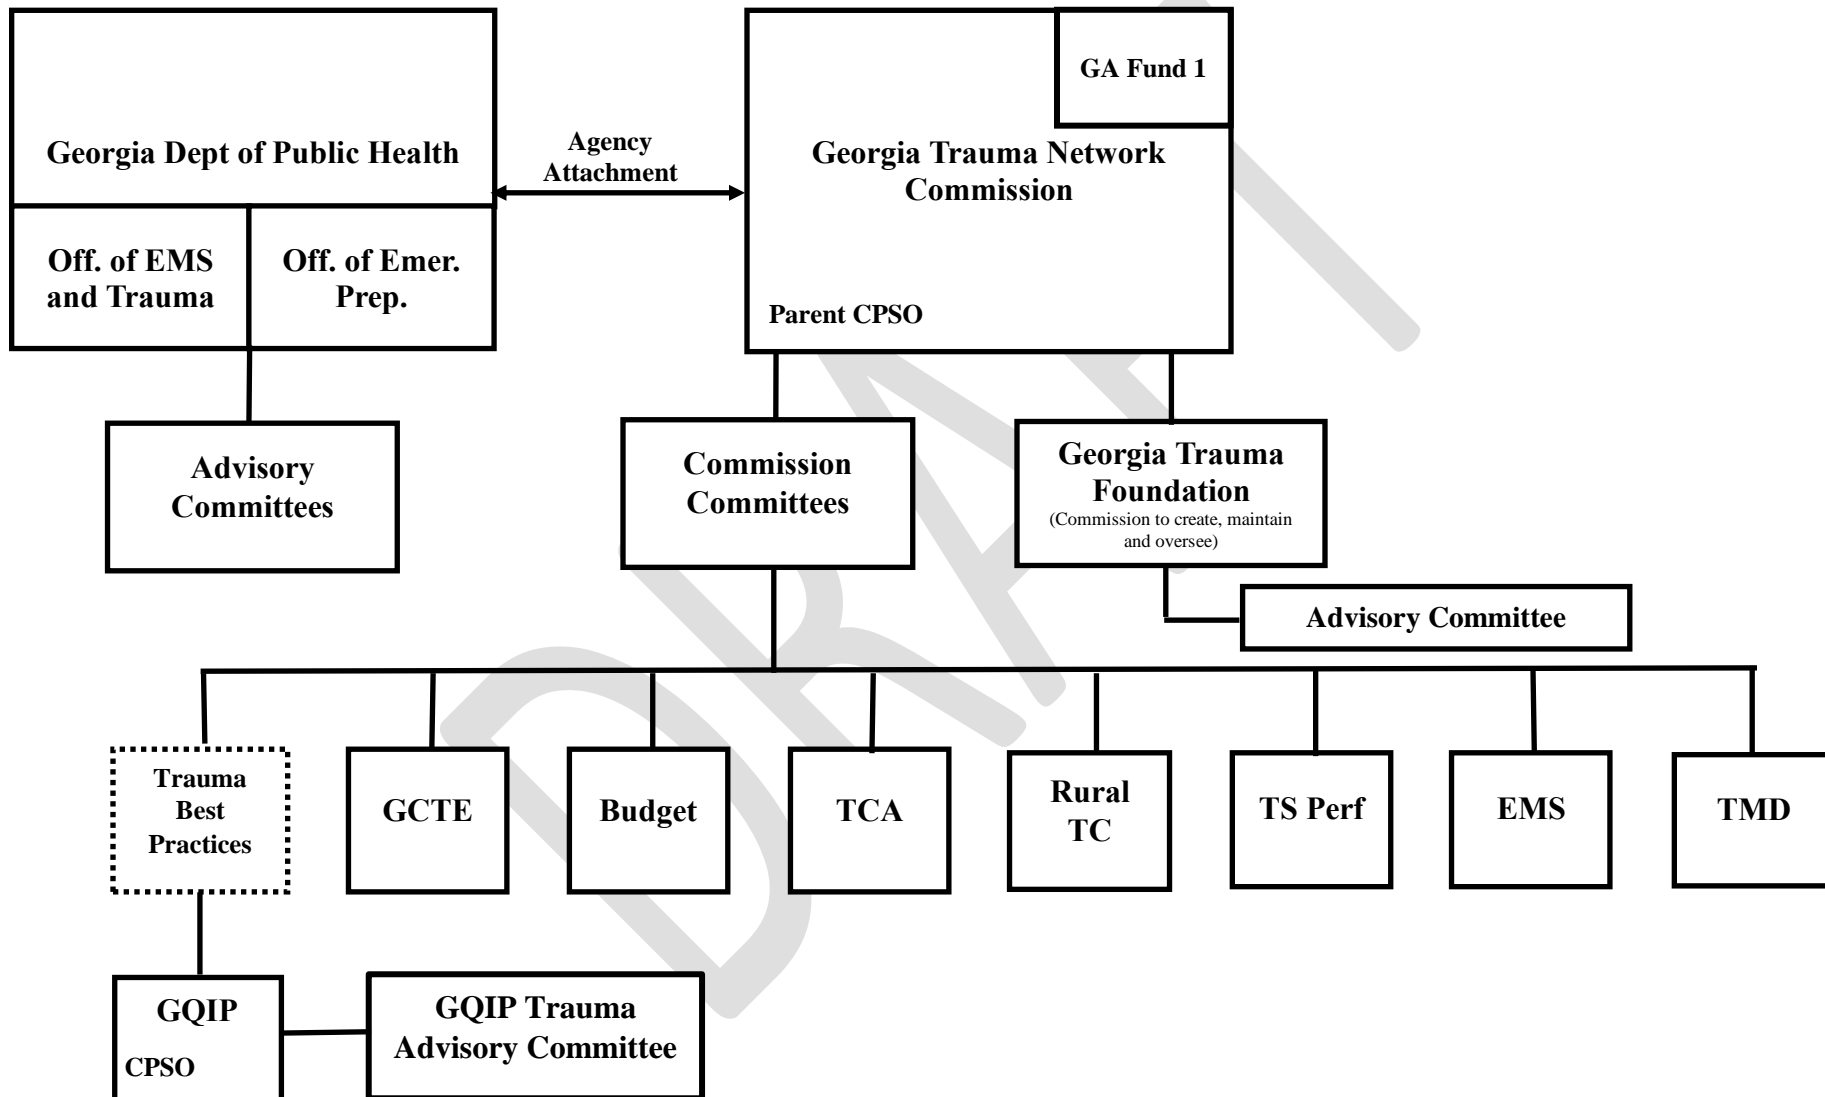 GA Fund 1
Georgia Dept of Public Health
Agency
Attachment
Georgia Trauma Network
Commission
Off. of EMS
and Trauma
Off. of Emer.
Prep.
Parent CPSO
Advisory
Committees
Commission
Committees
Georgia Trauma
Foundation
(Commission to create, maintain
and oversee)
Advisory Committee
Trauma
Best
Practices
GCTE
Budget
TCA
Rural
TC
TS Perf
EMS
TMD
GQIP
CPSO
GQIP Trauma
Advisory Committee
DRAFT